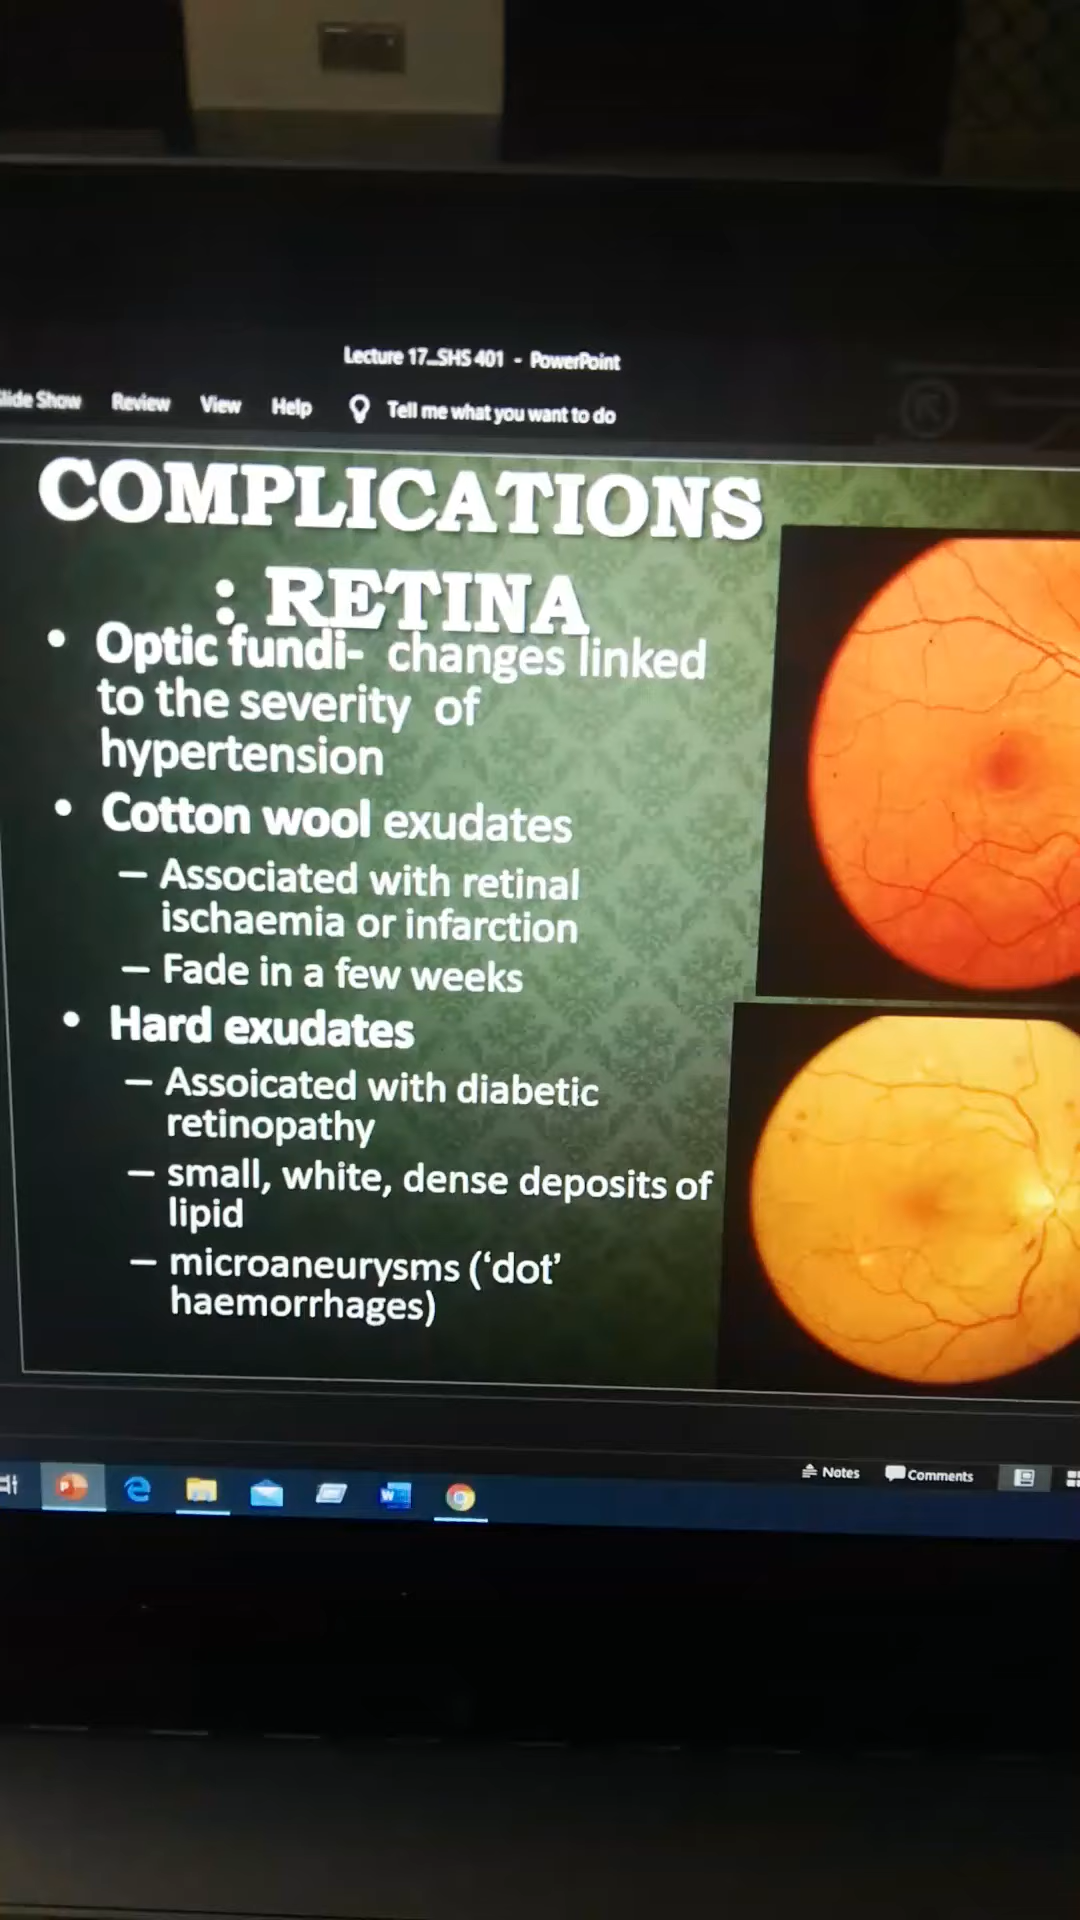 Lecture 17_SHS 401 - PowerPoint
Slide Show Review View Help Tell me what you want to do
COMPLICATIONS
: RETINA
• Optic fundi- changes linked
to the severity of
hypertension
• Cotton wool exudates
– Associated with retinal
ischaemia or infarction
– Fade in a few weeks
• Hard exudates
– Assoicated with diabetic
retinopathy
– small, white, dense deposits of
lipid
– microaneurysms (‘dot’
haemorrhages)
Notes Comments